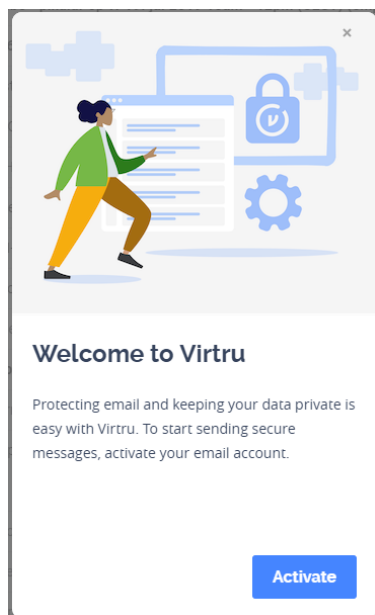 Welcome to Virtru
Protecting email and keeping your data private is
easy with Virtru. To start sending secure
messages, activate your email account.
Activate